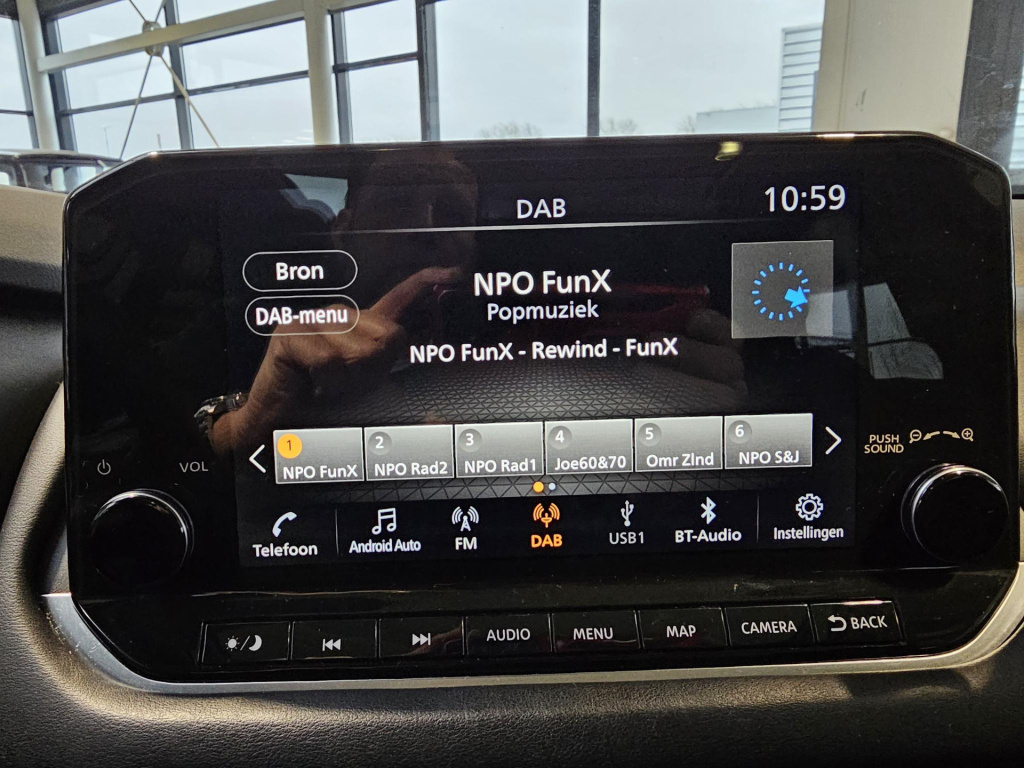 DAB
10:59
Bron
DAB-menu
NPO FunX
Popmuziek
NPO FunX - Rewind - FunX
1
NPO FunX
2
NPO Rad2
3
NPO Rad1
4
Joe60&70
5
Omr Zlnd
6
NPO S&J
VOL
PUSH
SOUND
Telefoon
Android Auto
FM
DAB
USB1
BT-Audio
Instellingen
AUDIO
MENU
MAP
CAMERA
BACK